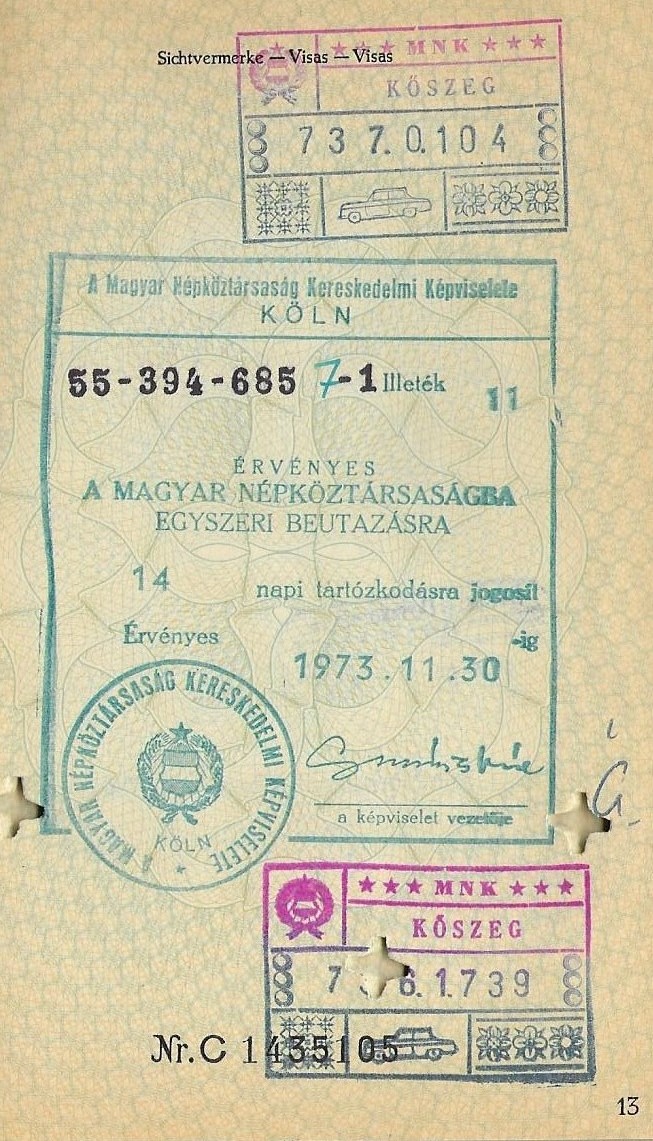 Sichtvermerke — Visas — Visas
★ ★ ★ MNK ★ ★ ★
KŐSZEG
7 3 7. 0. 1 0 4
A Magyar Népköztársaság Kereskedelmi Képviselete
KÖLN
55-394-685 7-1 Illeték 11
ÉRVÉNYES
A MAGYAR NÉPKÖZTÁRSASÁGBA
EGYSZERI BEUTAZÁSRA
14 napi tartózkodásra jogosít
Érvényes -ig
1973.11.30
a képviselet vezetője
A MAGYAR NÉPKÖZTÁRSASÁG KERESKEDELMI KÉPVISELETE
KÖLN
★★★ MNK ★★★
KŐSZEG
6.1.739
Nr. C 1435105
13